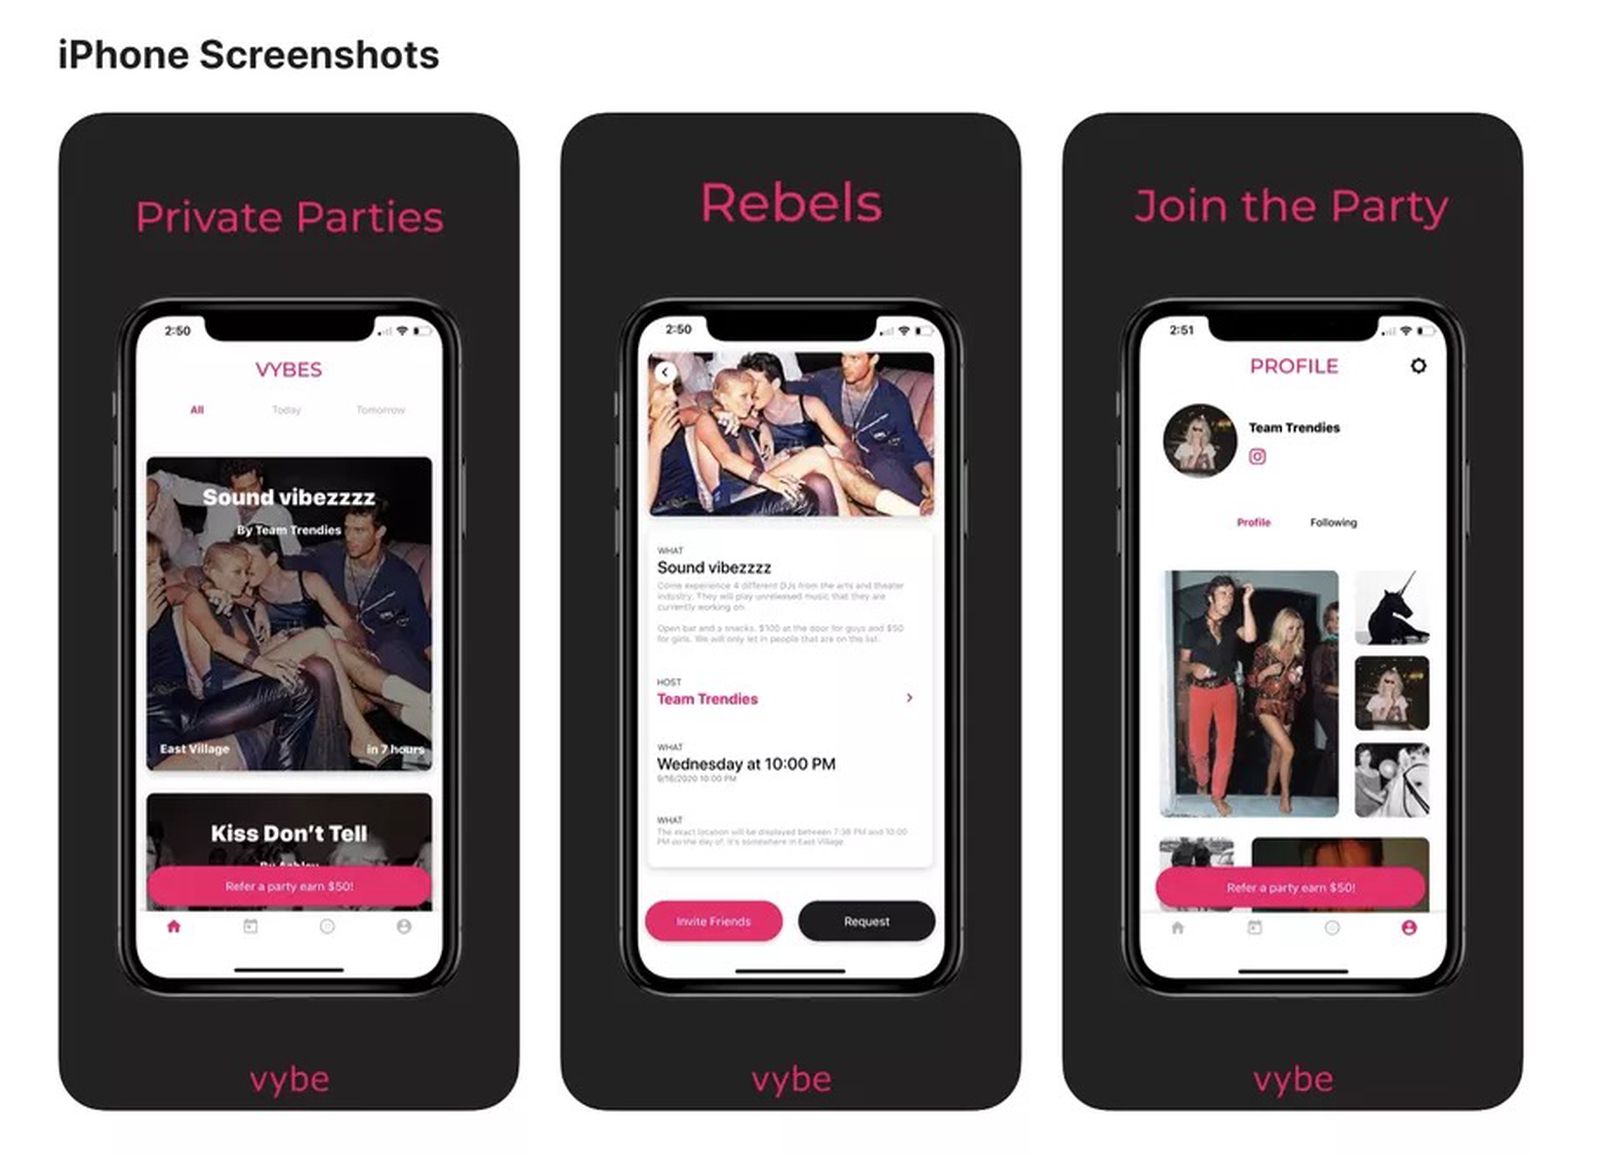 iPhone Screenshots
Private Parties
2:50
VYBES
All Today Tomorrow
Sound vibezzzz
By Team Trendies
East Village in 7 hours
Kiss Don't Tell
By Ashley
Refer a party earn $50!
vybe
Rebels
2:50
WHAT
Sound vibezzzz
Come experience 4 different DJs from the arts and theater
industry. They will play unreleased music that they are
currently working on.
Open bar and a snacks. $100 at the door for guys and $50
for girls. We will only let in people that are on the list.
HOST
Team Trendies
WHAT
Wednesday at 10:00 PM
9/16/2020 10:00 PM
WHAT
The exact location will be displayed between 7:38 PM and 10:00
PM on the day of. It's somewhere in East Village
Invite Friends Request
vybe
Join the Party
2:51
PROFILE
Team Trendies
Profile Following
Refer a party earn $50!
vybe